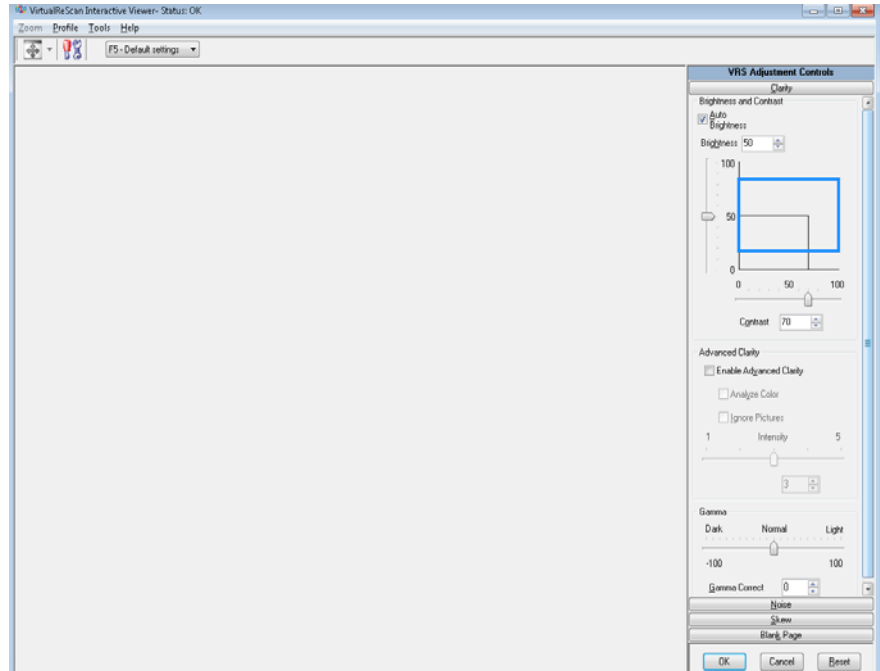 VirtualReScan Interactive Viewer- Status: OK
Zoom Profile Tools Help
F5 - Default settings
VRS Adjustment Controls
Clarity
Brightness and Contrast
Auto
Brightness
Brightness 50
100
50
0
0 50 100
Contrast 70
Advanced Clarity
Enable Advanced Clarity
Analyze Color
Ignore Pictures
1 Intensity 5
3
Gamma
Dark Normal Light
-100 100
Gamma Correct 0
Noise
Skew
Blank Page
OK Cancel Reset